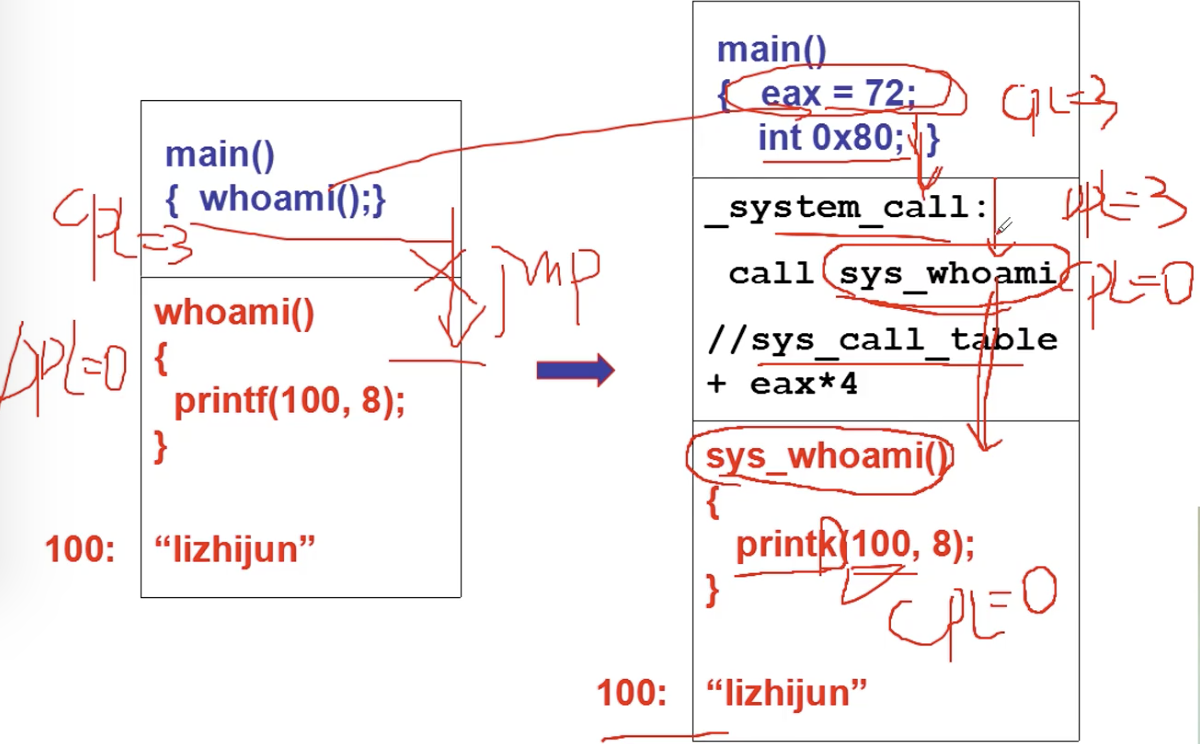 main()
{ whoami();}
CPL=3
jmp
whoami()
DPL=0
{
printf(100, 8);
}
100: “lizhijun”
main()
{ eax = 72;
CPL=3
int 0x80; }
_system_call:
DPL=3
call sys_whoami
CPL=0
//sys_call_table
+ eax*4
sys_whoami()
{
printk(100, 8);
}
CPL=0
100: “lizhijun”